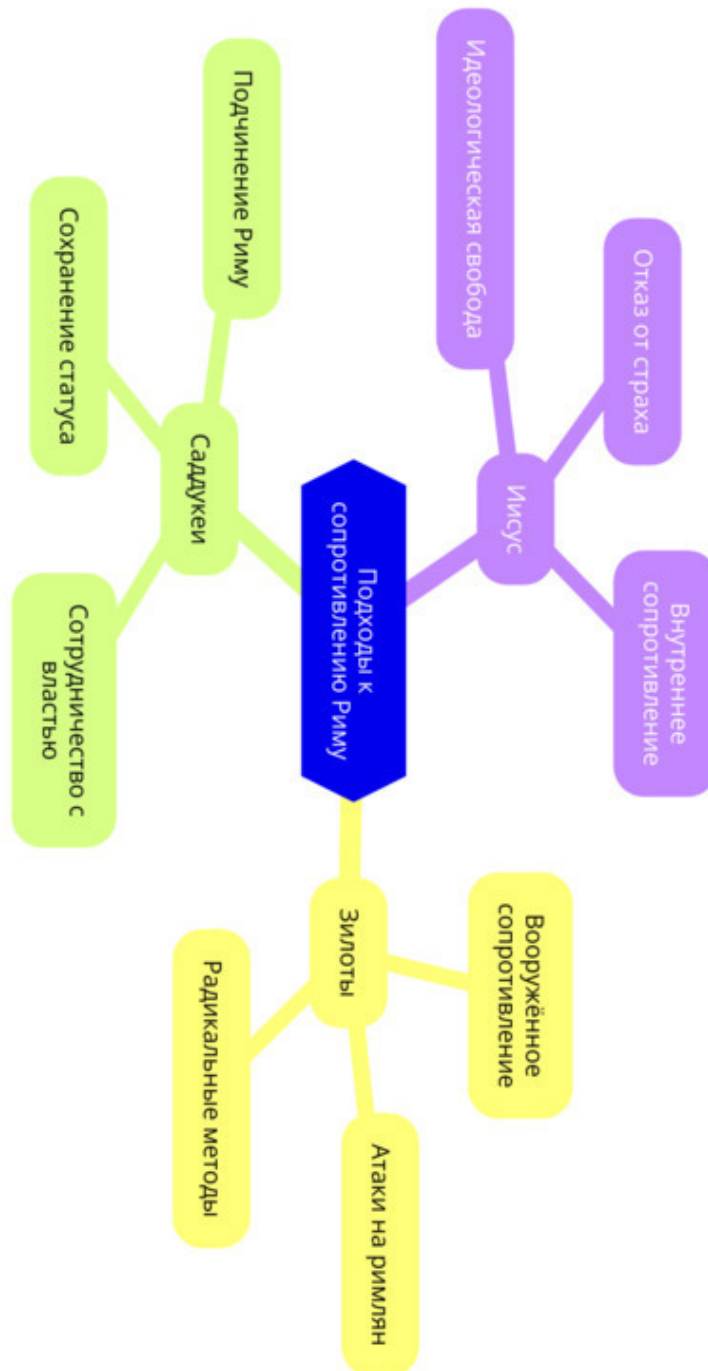 Подходы к
сопротивлению Риму
Иисус
Идеологическая свобода
Отказ от страха
Внутреннее
сопротивление
Саддукеи
Подчинение Риму
Сохранение статуса
Сотрудничество с
властью
Зилоты
Вооружённое
сопротивление
Атаки на римлян
Радикальные методы